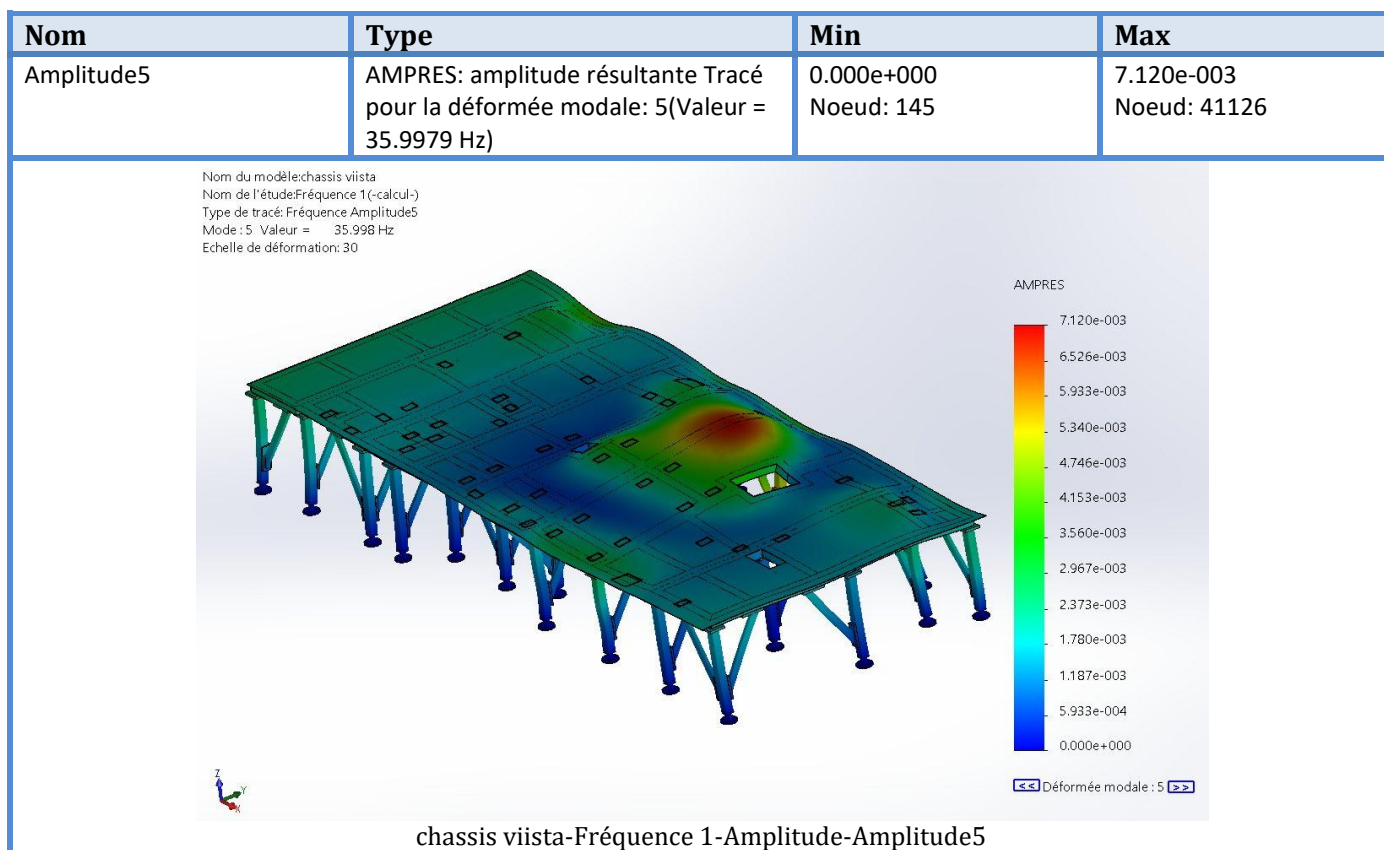 Nom Type Min Max
Amplitude5 AMPRES: amplitude résultante Tracé 0.000e+000 7.120e-003
pour la déformée modale: 5(Valeur = Noeud: 145 Noeud: 41126
35.9979 Hz)
Nom du modèle:chassis viista
Nom de l'étude:Fréquence 1(-calcul-)
Type de tracé: Fréquence Amplitude5
Mode : 5 Valeur = 35.998 Hz
Echelle de déformation: 30
AMPRES
7.120e-003
6.526e-003
5.933e-003
5.340e-003
4.746e-003
4.153e-003
3.560e-003
2.967e-003
2.373e-003
1.780e-003
1.187e-003
5.933e-004
0.000e+000
Z
Y
X
<< Déformée modale : 5 >>
chassis viista-Fréquence 1-Amplitude-Amplitude5